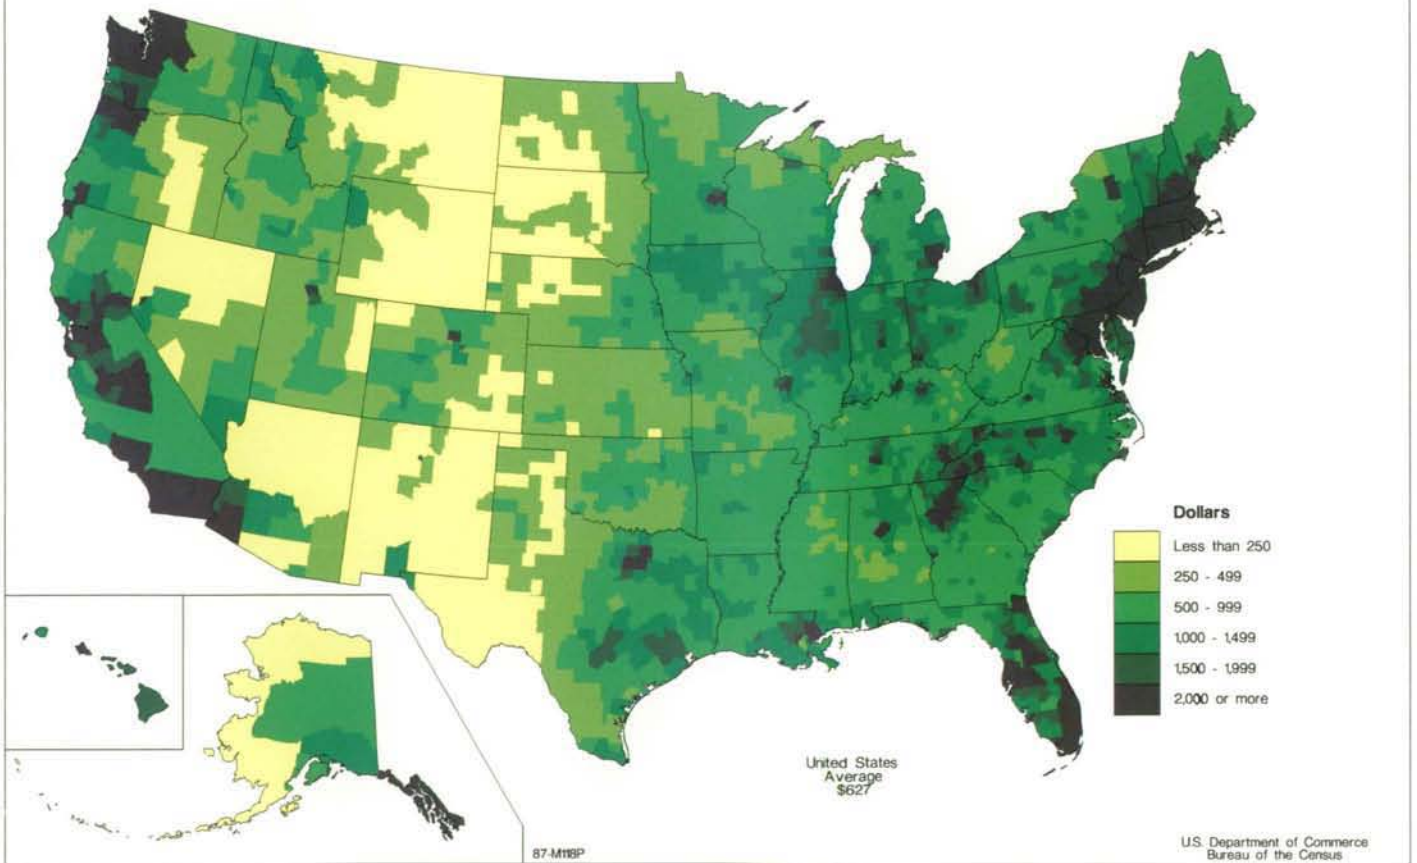 Dollars
Less than 250
250 - 499
500 - 999
1,000 - 1,499
1,500 - 1,999
2,000 or more
United States
Average
$627
87-M118P
U.S. Department of Commerce
Bureau of the Census